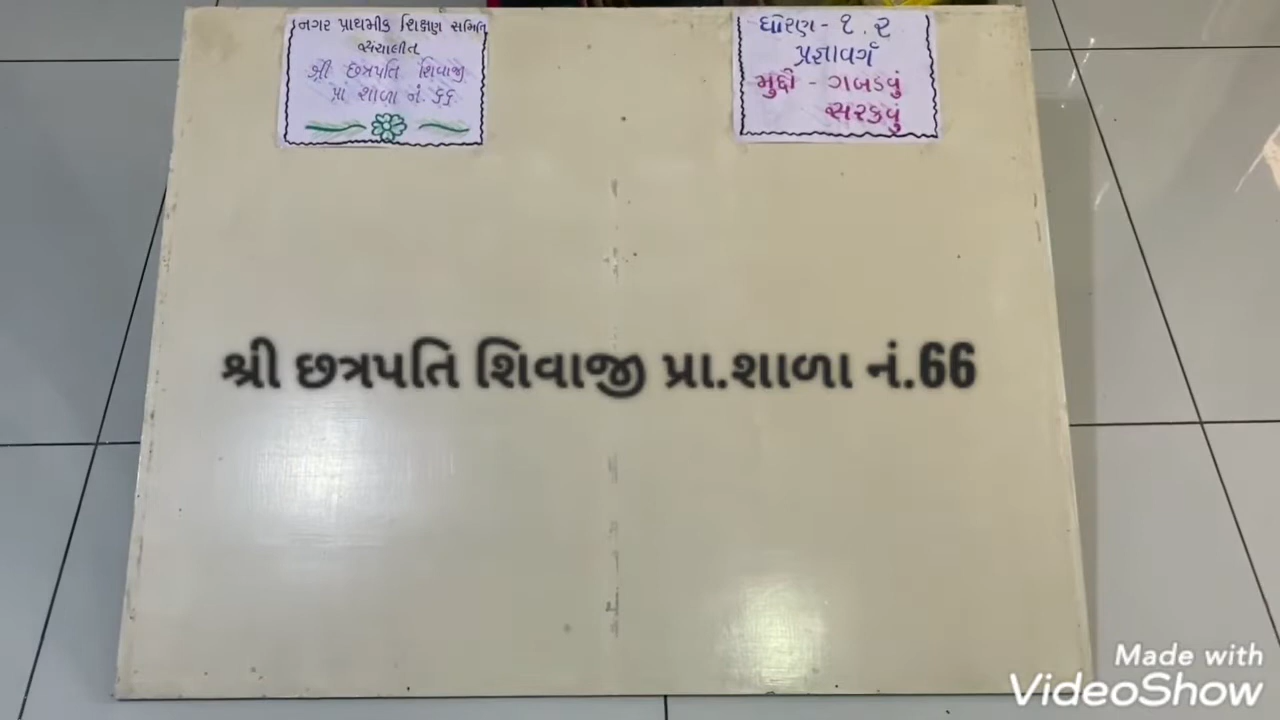 નગર પ્રાથમીક શિક્ષણ સમિતિ
સંચાલીત
શ્રી છત્રપતિ શિવાજી
પ્રા શાળા નં. ૬૬
ધોરણ - ૧. ૨
પ્રજ્ઞાવર્ગ
મુદ્દો - ગબડવું
સરકવું
શ્રી છત્રપતિ શિવાજી પ્રા.શાળા નં.66
Made with
VideoShow